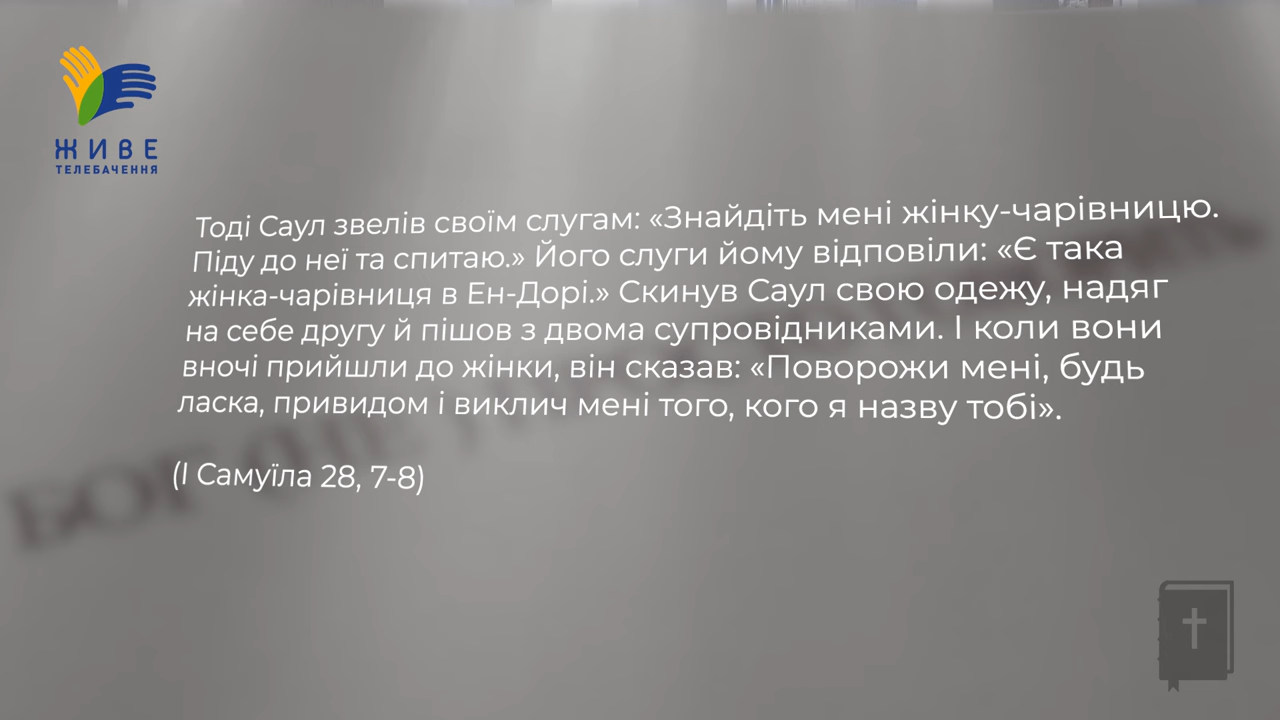 ЖИВЕ
ТЕЛЕБАЧЕННЯ
Тоді Саул звелів своїм слугам: «Знайдіть мені жінку-чарівницю.
Піду до неї та спитаю.» Його слуги йому відповіли: «Є така
жінка-чарівниця в Ен-Дорі.» Скинув Саул свою одежу, надяг
на себе другу й пішов з двома супровідниками. І коли вони
вночі прийшли до жінки, він сказав: «Поворожи мені, будь
ласка, привидом і виклич мені того, кого я назву тобі».
(І Самуїла 28, 7-8)
БОГ